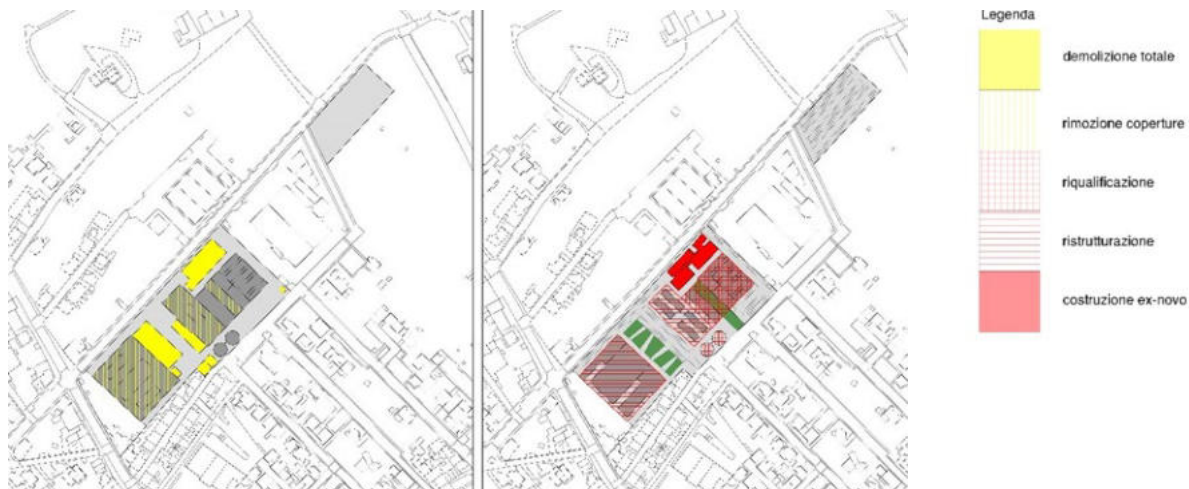 Legenda
demolizione totale
rimozione coperture
riqualificazione
ristrutturazione
costruzione ex-novo